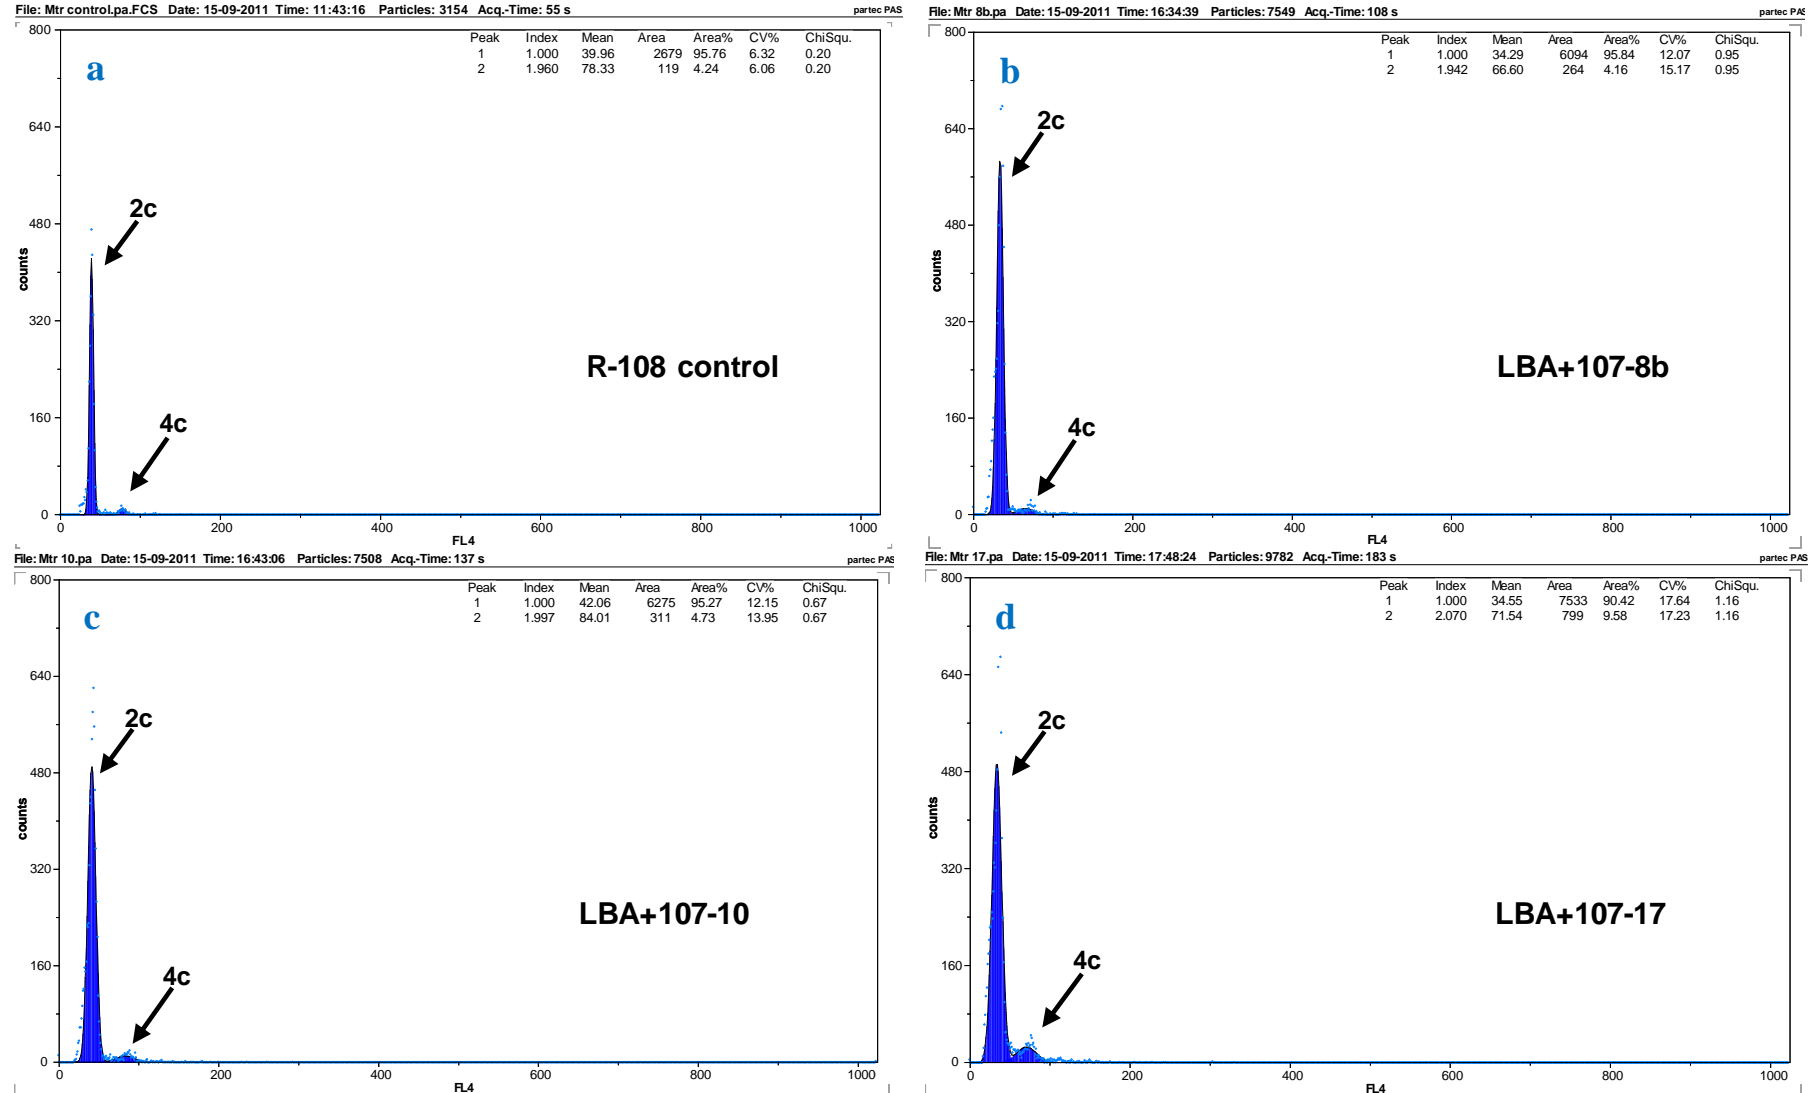 File: Mtr control.pa.FCS Date: 15-09-2011 Time: 11:43:16 Particles: 3154 Acq.-Time: 55 s partec PAS
800
Peak Index Mean Area Area% CV% ChiSqu.
1 1.000 39.96 2679 95.76 6.32 0.20
2 1.960 78.33 119 4.24 6.06 0.20
a
640
2c
480
counts
320
R-108 control
4c
160
0
0 200 400 600 800 1000
FL4
File: Mtr 8b.pa Date: 15-09-2011 Time: 16:34:39 Particles: 7549 Acq.-Time: 108 s partec PAS
800
Peak Index Mean Area Area% CV% ChiSqu.
1 1.000 34.29 6094 95.84 12.07 0.95
2 1.942 66.60 264 4.16 15.17 0.95
b
640
2c
480
counts
320
LBA+107-8b
4c
160
0
0 200 400 600 800 1000
FL4
File: Mtr 10.pa Date: 15-09-2011 Time: 16:43:06 Particles: 7508 Acq.-Time: 137 s partec PAS
800
Peak Index Mean Area Area% CV% ChiSqu.
1 1.000 42.06 6275 95.27 12.15 0.67
2 1.997 84.01 311 4.73 13.95 0.67
c
640
2c
480
counts
320
LBA+107-10
4c
160
0
0 200 400 600 800 1000
FL4
File: Mtr 17.pa Date: 15-09-2011 Time: 17:48:24 Particles: 9782 Acq.-Time: 183 s partec PAS
800
Peak Index Mean Area Area% CV% ChiSqu.
1 1.000 34.55 7533 90.42 17.64 1.16
2 2.070 71.54 799 9.58 17.23 1.16
d
640
2c
480
counts
320
LBA+107-17
4c
160
0
0 200 400 600 800 1000
FL4